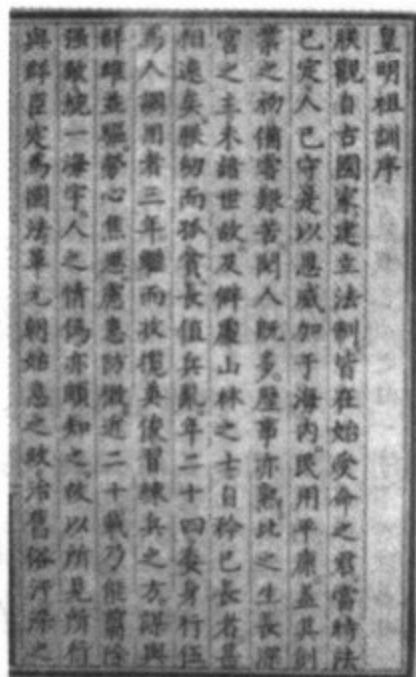 皇明祖訓序
朕觀自古國家建立法制皆在始受命之君當時法
已定人已守是以恩威加于海內民用平康蓋其創
業之初備嘗艱苦閱人既多歷事亦熟比之生長深
宮之主未諳世故及僻處山林之士自矜己長者甚
相遠矣朕幼而孤貧長值兵亂年二十四委身行伍
為人調用者三年繼而收攬英俊習練兵之方謀與
群雄並驅勞心焦思慮患防微近二十載乃能翦除
强敵統一海宇人之情偽亦頗知之故以所見所行
與群臣定為國法革元朝姑息之政治舊俗汙染之